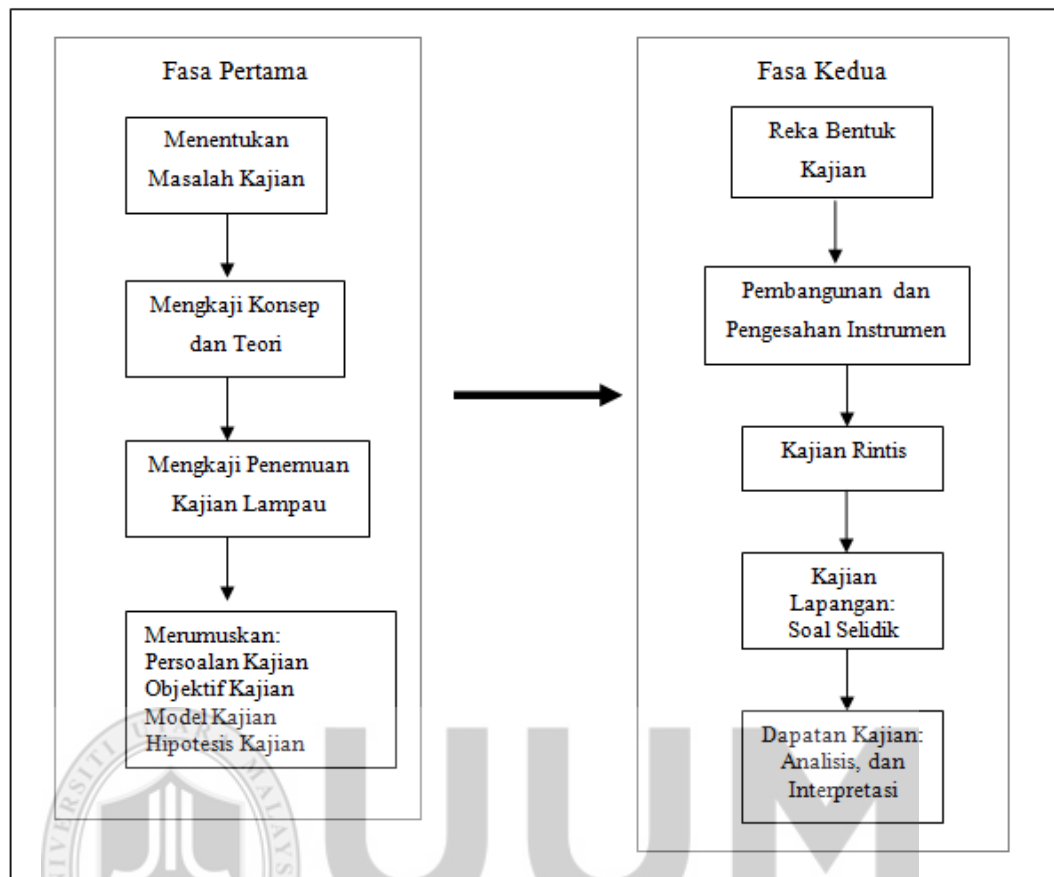 Fasa Pertama
Menentukan
Masalah Kajian
Mengkaji Konsep
dan Teori
Mengkaji Penemuan
Kajian Lampau
Merumuskan:
Persoalan Kajian
Objektif Kajian
Model Kajian
Hipotesis Kajian
Fasa Kedua
Reka Bentuk
Kajian
Pembangunan dan
Pengesahan Instrumen
Kajian Rintis
Kajian
Lapangan:
Soal Selidik
Dapatan Kajian:
Analisis, dan
Interpretasi
UUM